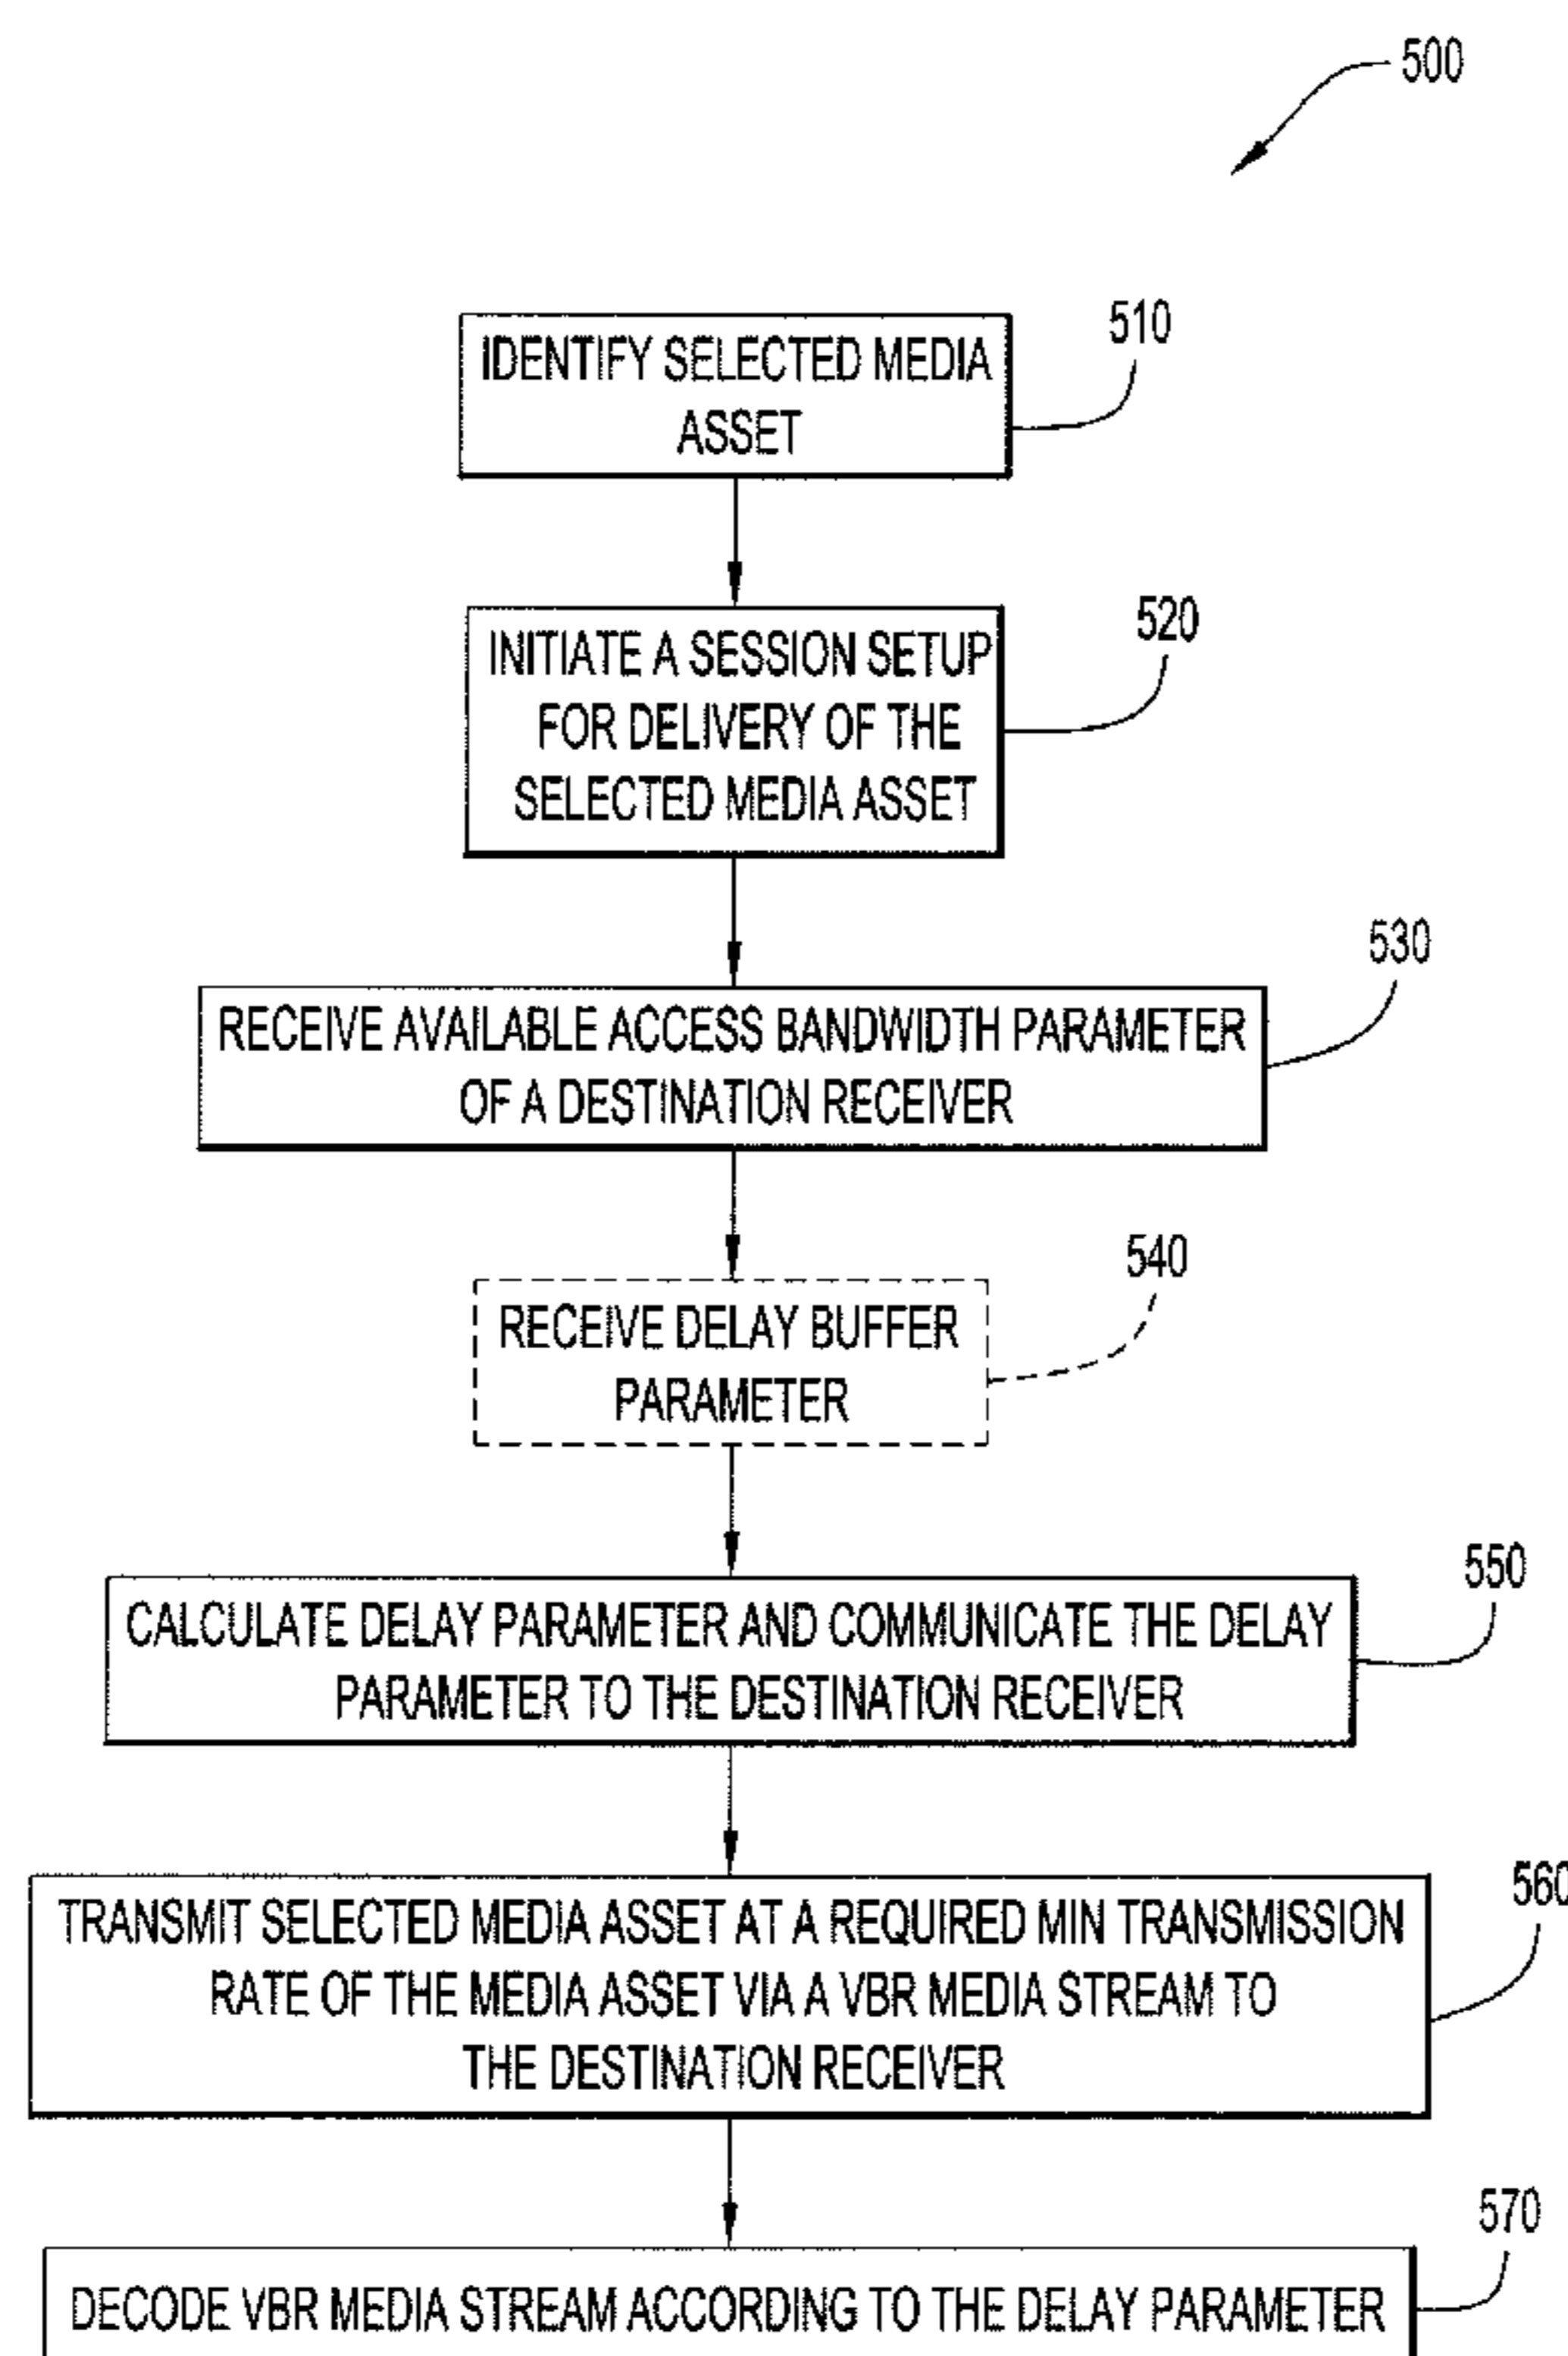 500
IDENTIFY SELECTED MEDIA
ASSET
510
INITIATE A SESSION SETUP
FOR DELIVERY OF THE
SELECTED MEDIA ASSET
520
RECEIVE AVAILABLE ACCESS BANDWIDTH PARAMETER
OF A DESTINATION RECEIVER
530
RECEIVE DELAY BUFFER
PARAMETER
540
CALCULATE DELAY PARAMETER AND COMMUNICATE THE DELAY
PARAMETER TO THE DESTINATION RECEIVER
550
TRANSMIT SELECTED MEDIA ASSET AT A REQUIRED MIN TRANSMISSION
RATE OF THE MEDIA ASSET VIA A VBR MEDIA STREAM TO
THE DESTINATION RECEIVER
560
DECODE VBR MEDIA STREAM ACCORDING TO THE DELAY PARAMETER
570